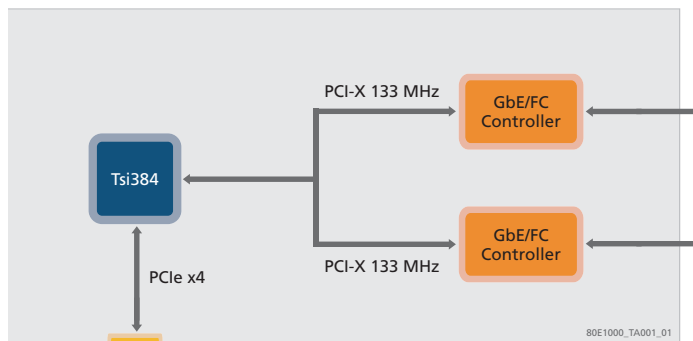 PCI-X 133 MHz
GbE/FC
Controller
Tsi384
GbE/FC
Controller
PCI-X 133 MHz
PCIe x4
80E1000_TA001_01